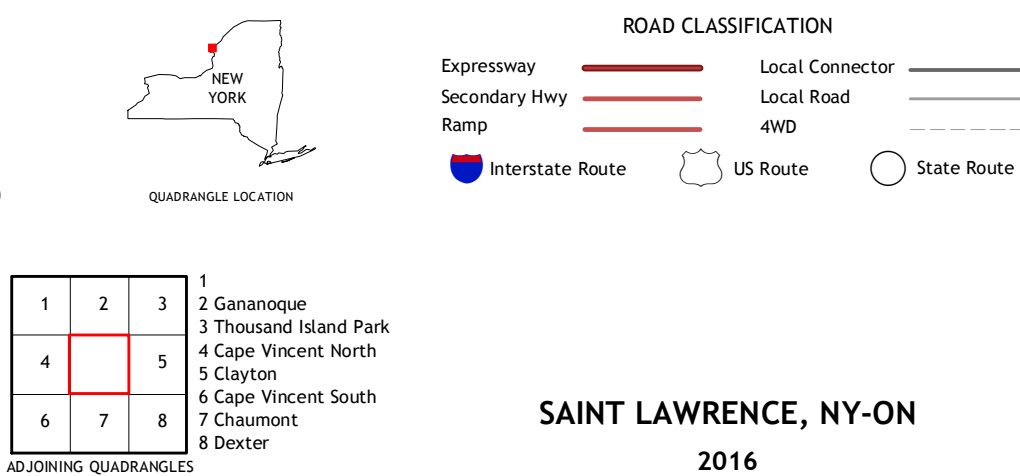 NEW
YORK
QUADRANGLE LOCATION
ROAD CLASSIFICATION
Expressway
Local Connector
Secondary Hwy
Local Road
Ramp
4WD
Interstate Route
US Route
State Route
1 2 3
4 5
6 7 8
1
2 Gananoque
3 Thousand Island Park
4 Cape Vincent North
5 Clayton
6 Cape Vincent South
7 Chaumont
8 Dexter
ADJOINING QUADRANGLES
SAINT LAWRENCE, NY-ON
2016